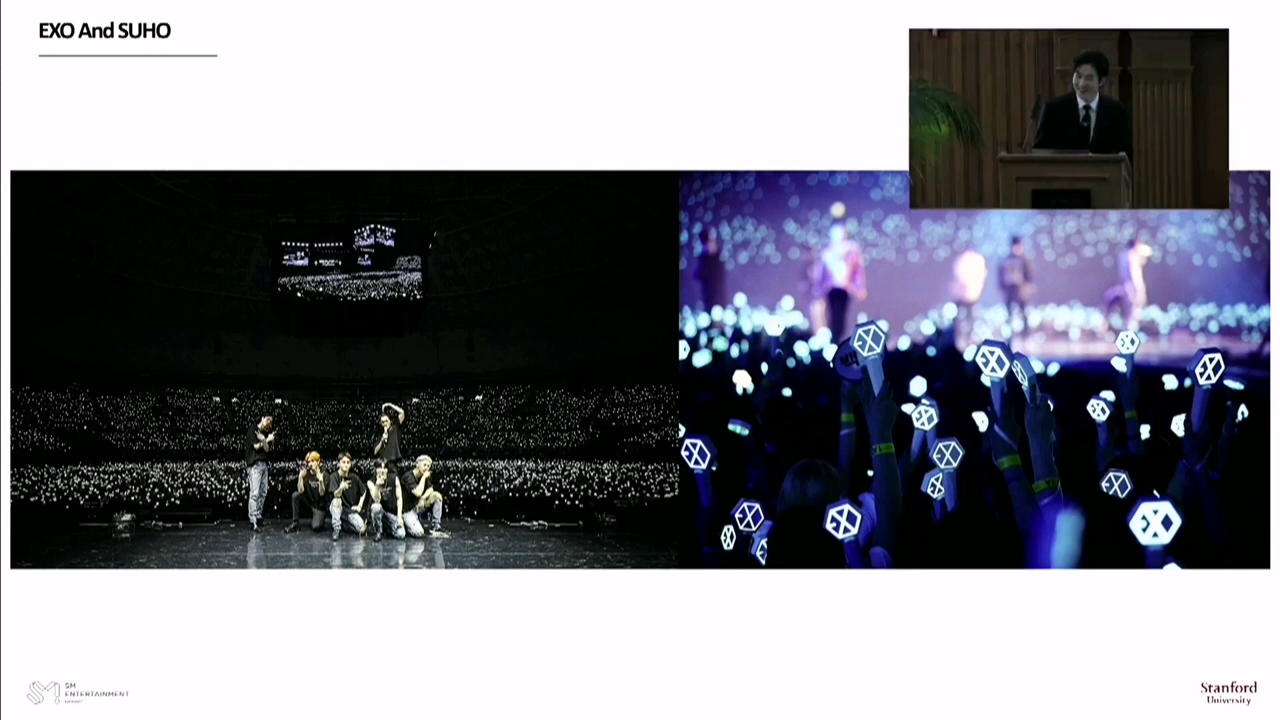 EXO And SUHO
SM
ENTERTAINMENT
Stanford
University